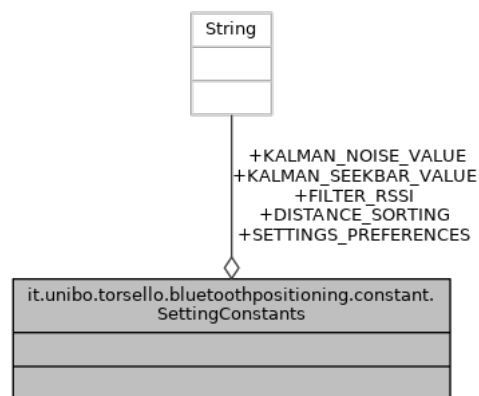 String
+KALMAN_NOISE_VALUE
+KALMAN_SEEKBAR_VALUE
+FILTER_RSSI
+DISTANCE_SORTING
+SETTINGS_PREFERENCES
it.unibo.torsello.bluetoothpositioning.constant.
SettingConstants